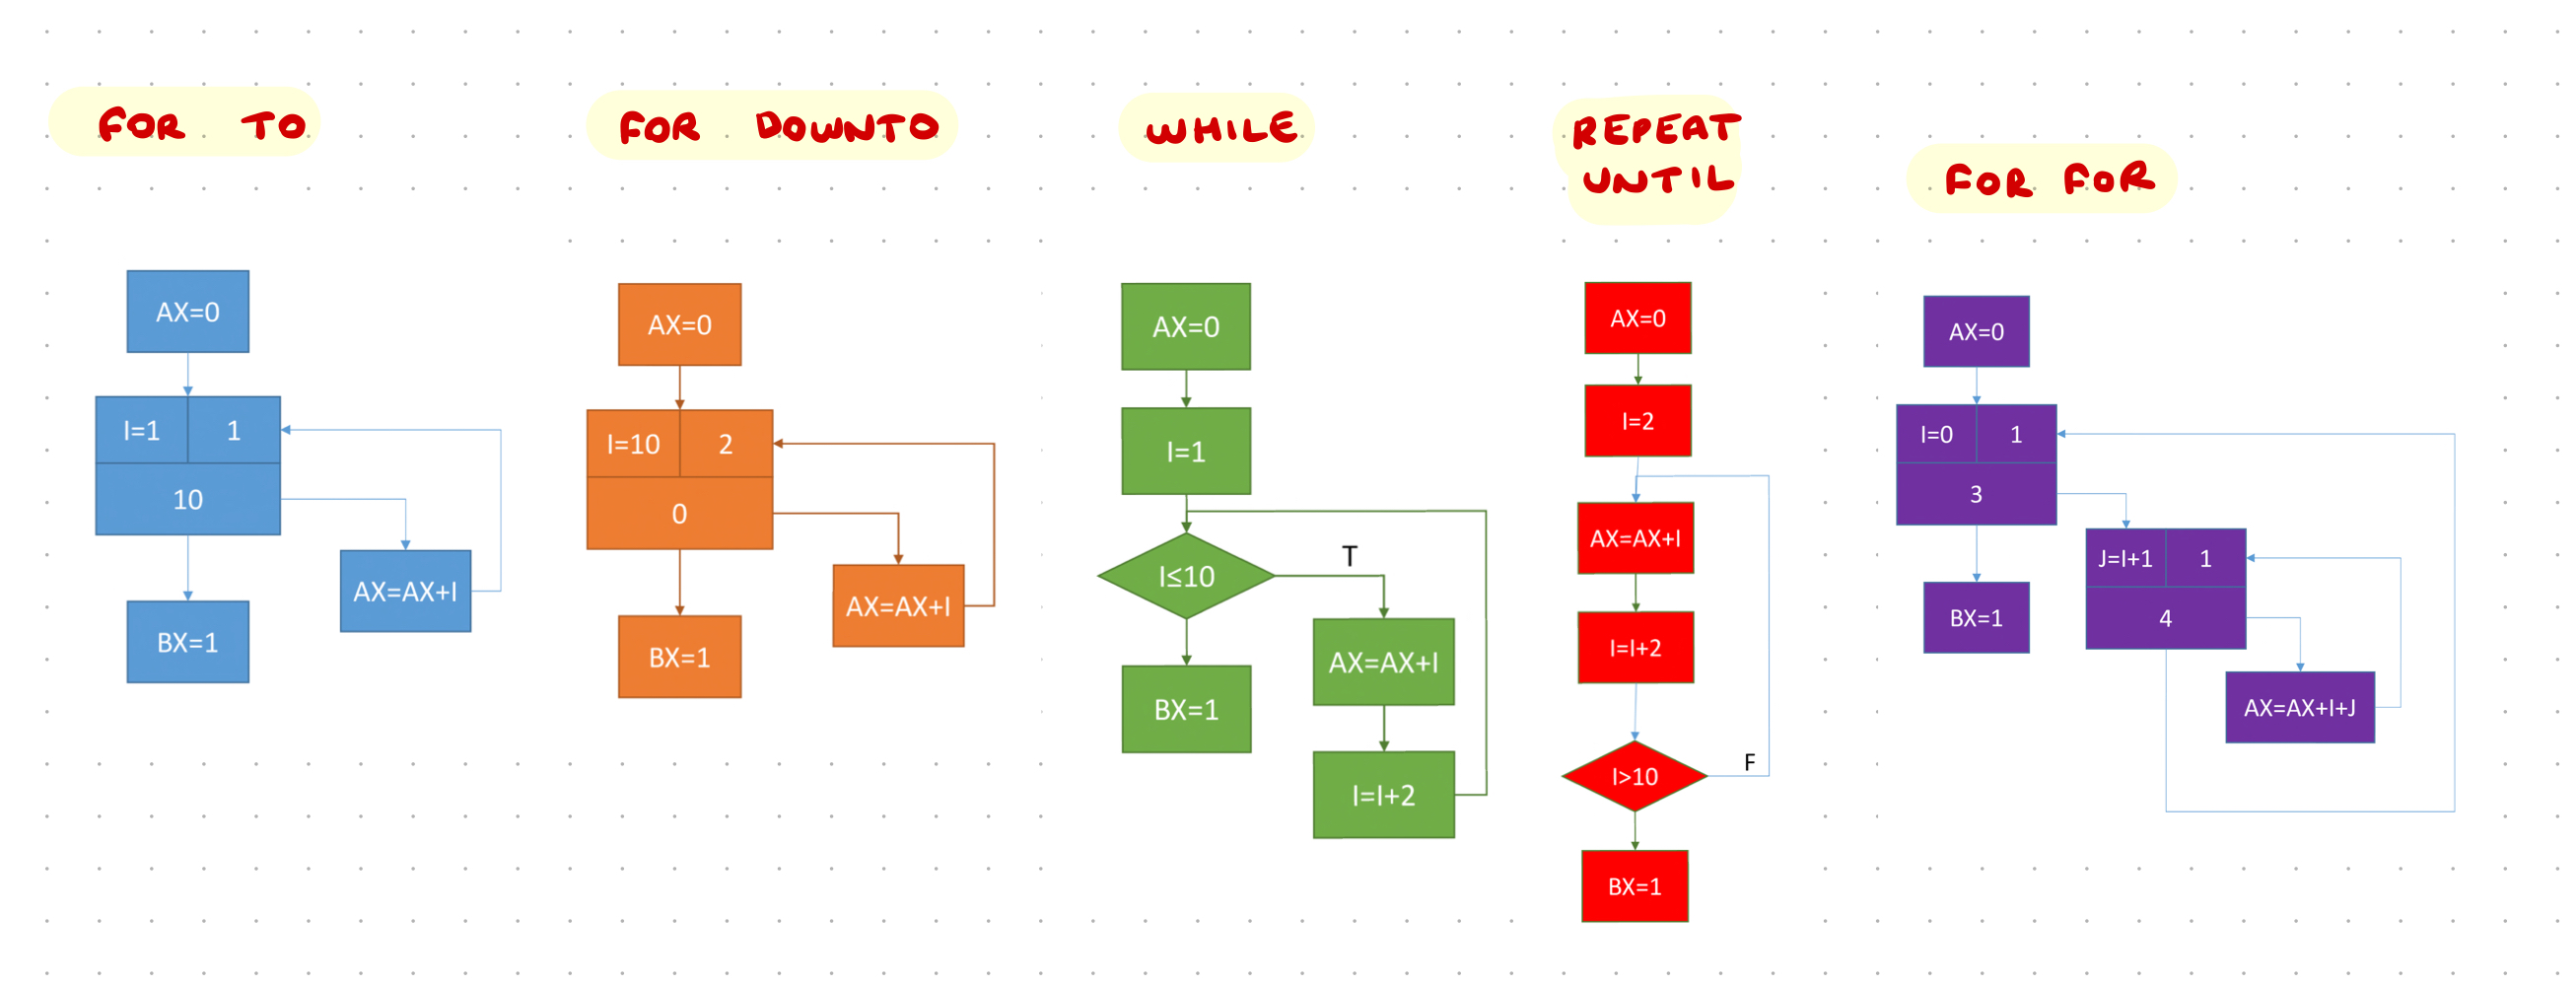 FOR TO
AX=0
I=1
1
10
AX=AX+I
BX=1
FOR DOWNTO
AX=0
I=10
2
0
AX=AX+I
BX=1
WHILE
AX=0
I=1
I≤10
T
AX=AX+I
I=I+2
BX=1
REPEAT
UNTIL
AX=0
I=2
AX=AX+I
I=I+2
I>10
F
BX=1
FOR FOR
AX=0
I=0
1
3
J=I+1
1
4
AX=AX+I+J
BX=1